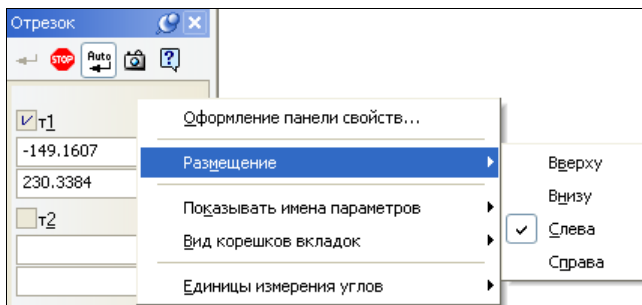 Отрезок
STOP Auto ?
т1
-149.1607
230.3384
т2
Оформление панели свойств...
Размещение
Показывать имена параметров
Вид корешков вкладок
Единицы измерения углов
Вверху
Внизу
Слева
Справа